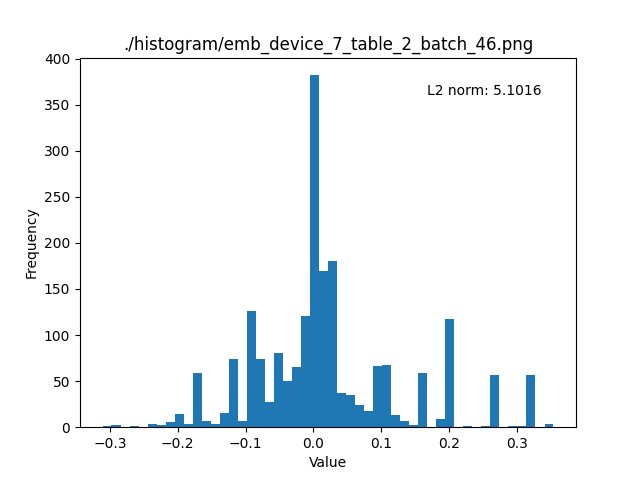 ./histogram/emb_device_7_table_2_batch_46.png
L2 norm: 5.1016
400
350
300
250
200
150
100
50
0
Frequency
−0.3 −0.2 −0.1 0.0 0.1 0.2 0.3
Value